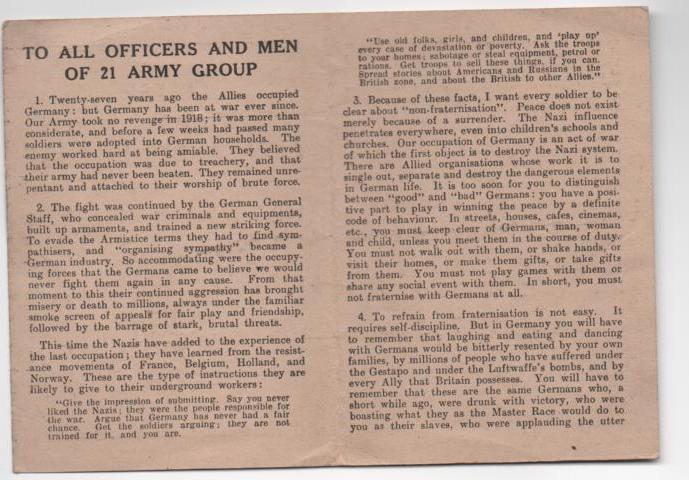 TO ALL OFFICERS AND MEN
OF 21 ARMY GROUP
1. Twenty-seven years ago the Allies occupied
Germany: but Germany has been at war ever since.
Our Army took no revenge in 1918; it was more than
considerate, and before a few weeks had passed many
soldiers were adopted into German households. The
enemy worked hard at being amiable. They believed
that the occupation was due to treachery, and that
their army had never been beaten. They remained unre-
pentant and attached to their worship of brute force.
2. The fight was continued by the German General
Staff, who concealed war criminals and equipments,
built up armaments, and trained a new striking force.
To evade the Armistice terms they had to find sym-
pathisers, and "organising sympathy" became a
German industry. So accommodating were the occupy-
ing forces that the Germans came to believe we would
never fight them again in any cause. From that
moment to this their continued aggression has brought
misery or death to millions, always under the familiar
smoke screen of appeals for fair play and friendship,
followed by the barrage of stark, brutal threats.
This time the Nazis have added to the experience of
the last occupation; they have learned from the resist-
ance movements of France, Belgium, Holland, and
Norway. These are the type of instructions they are
likely to give to their underground workers:
"Give the impression of submitting. Say you never
liked the Nazis; they were the people responsible for
the war. Argue that Germany has never had a fair
chance. Get the soldiers arguing; they are not
trained for it, and you are.
"Use old folks, girls, and children, and 'play up'
every case of devastation or poverty. Ask the troops
to your homes; sabotage or steal equipment, petrol or
rations. Get troops to sell these things, if you can.
Spread stories about Americans and Russians in the
British zone, and about the British to other Allies."
3. Because of these facts, I want every soldier to be
clear about "non-fraternisation". Peace does not exist
merely because of a surrender. The Nazi influence
penetrates everywhere, even into children's schools and
churches. Our occupation of Germany is an act of war
of which the first object is to destroy the Nazi system.
There are Allied organisations whose work it is to
single out, separate and destroy the dangerous elements
in German life. It is too soon for you to distinguish
between "good" and "bad" Germans: you have a posi-
tive part to play in winning the peace by a definite
code of behaviour. In streets, houses, cafes, cinemas,
etc., you must keep clear of Germans, man, woman
and child, unless you meet them in the course of duty.
You must not walk out with them, or shake hands, or
visit their homes, or make them gifts, or take gifts
from them. You must not play games with them or
share any social event with them. In short, you must
not fraternise with Germans at all.
4. To refrain from fraternisation is not easy. It
requires self-discipline. But in Germany you will have
to remember that laughing and eating and dancing
with Germans would be bitterly resented by your own
families, by millions of people who have suffered under
the Gestapo and under the Luftwaffe's bombs, and by
every Ally that Britain possesses. You will have to
remember that these are the same Germans who, a
short while ago, were drunk with victory, who were
boasting what they as the Master Race would do to
you as their slaves, who were applauding the utter